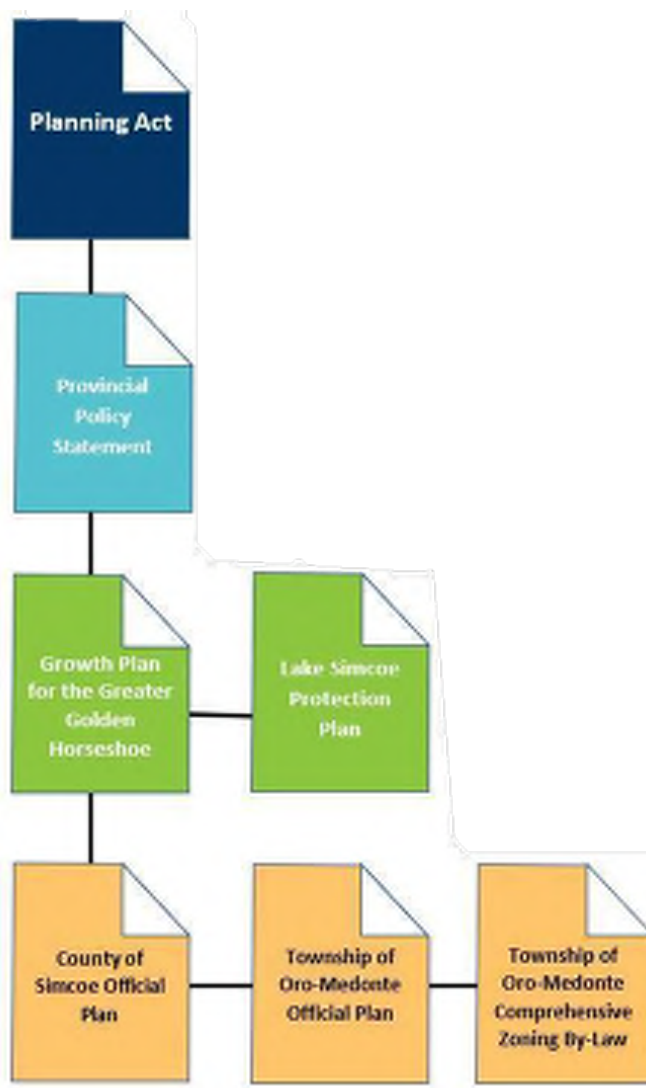 Planning Act
Provincial
Policy
Statement
Growth Plan
for the Greater
Golden
Horseshoe
Lake Simcoe
Protection
Plan
County of
Simcoe Official
Plan
Township of
Oro-Medonte
Official Plan
Township of
Oro-Medonte
Comprehensive
Zoning By-Law